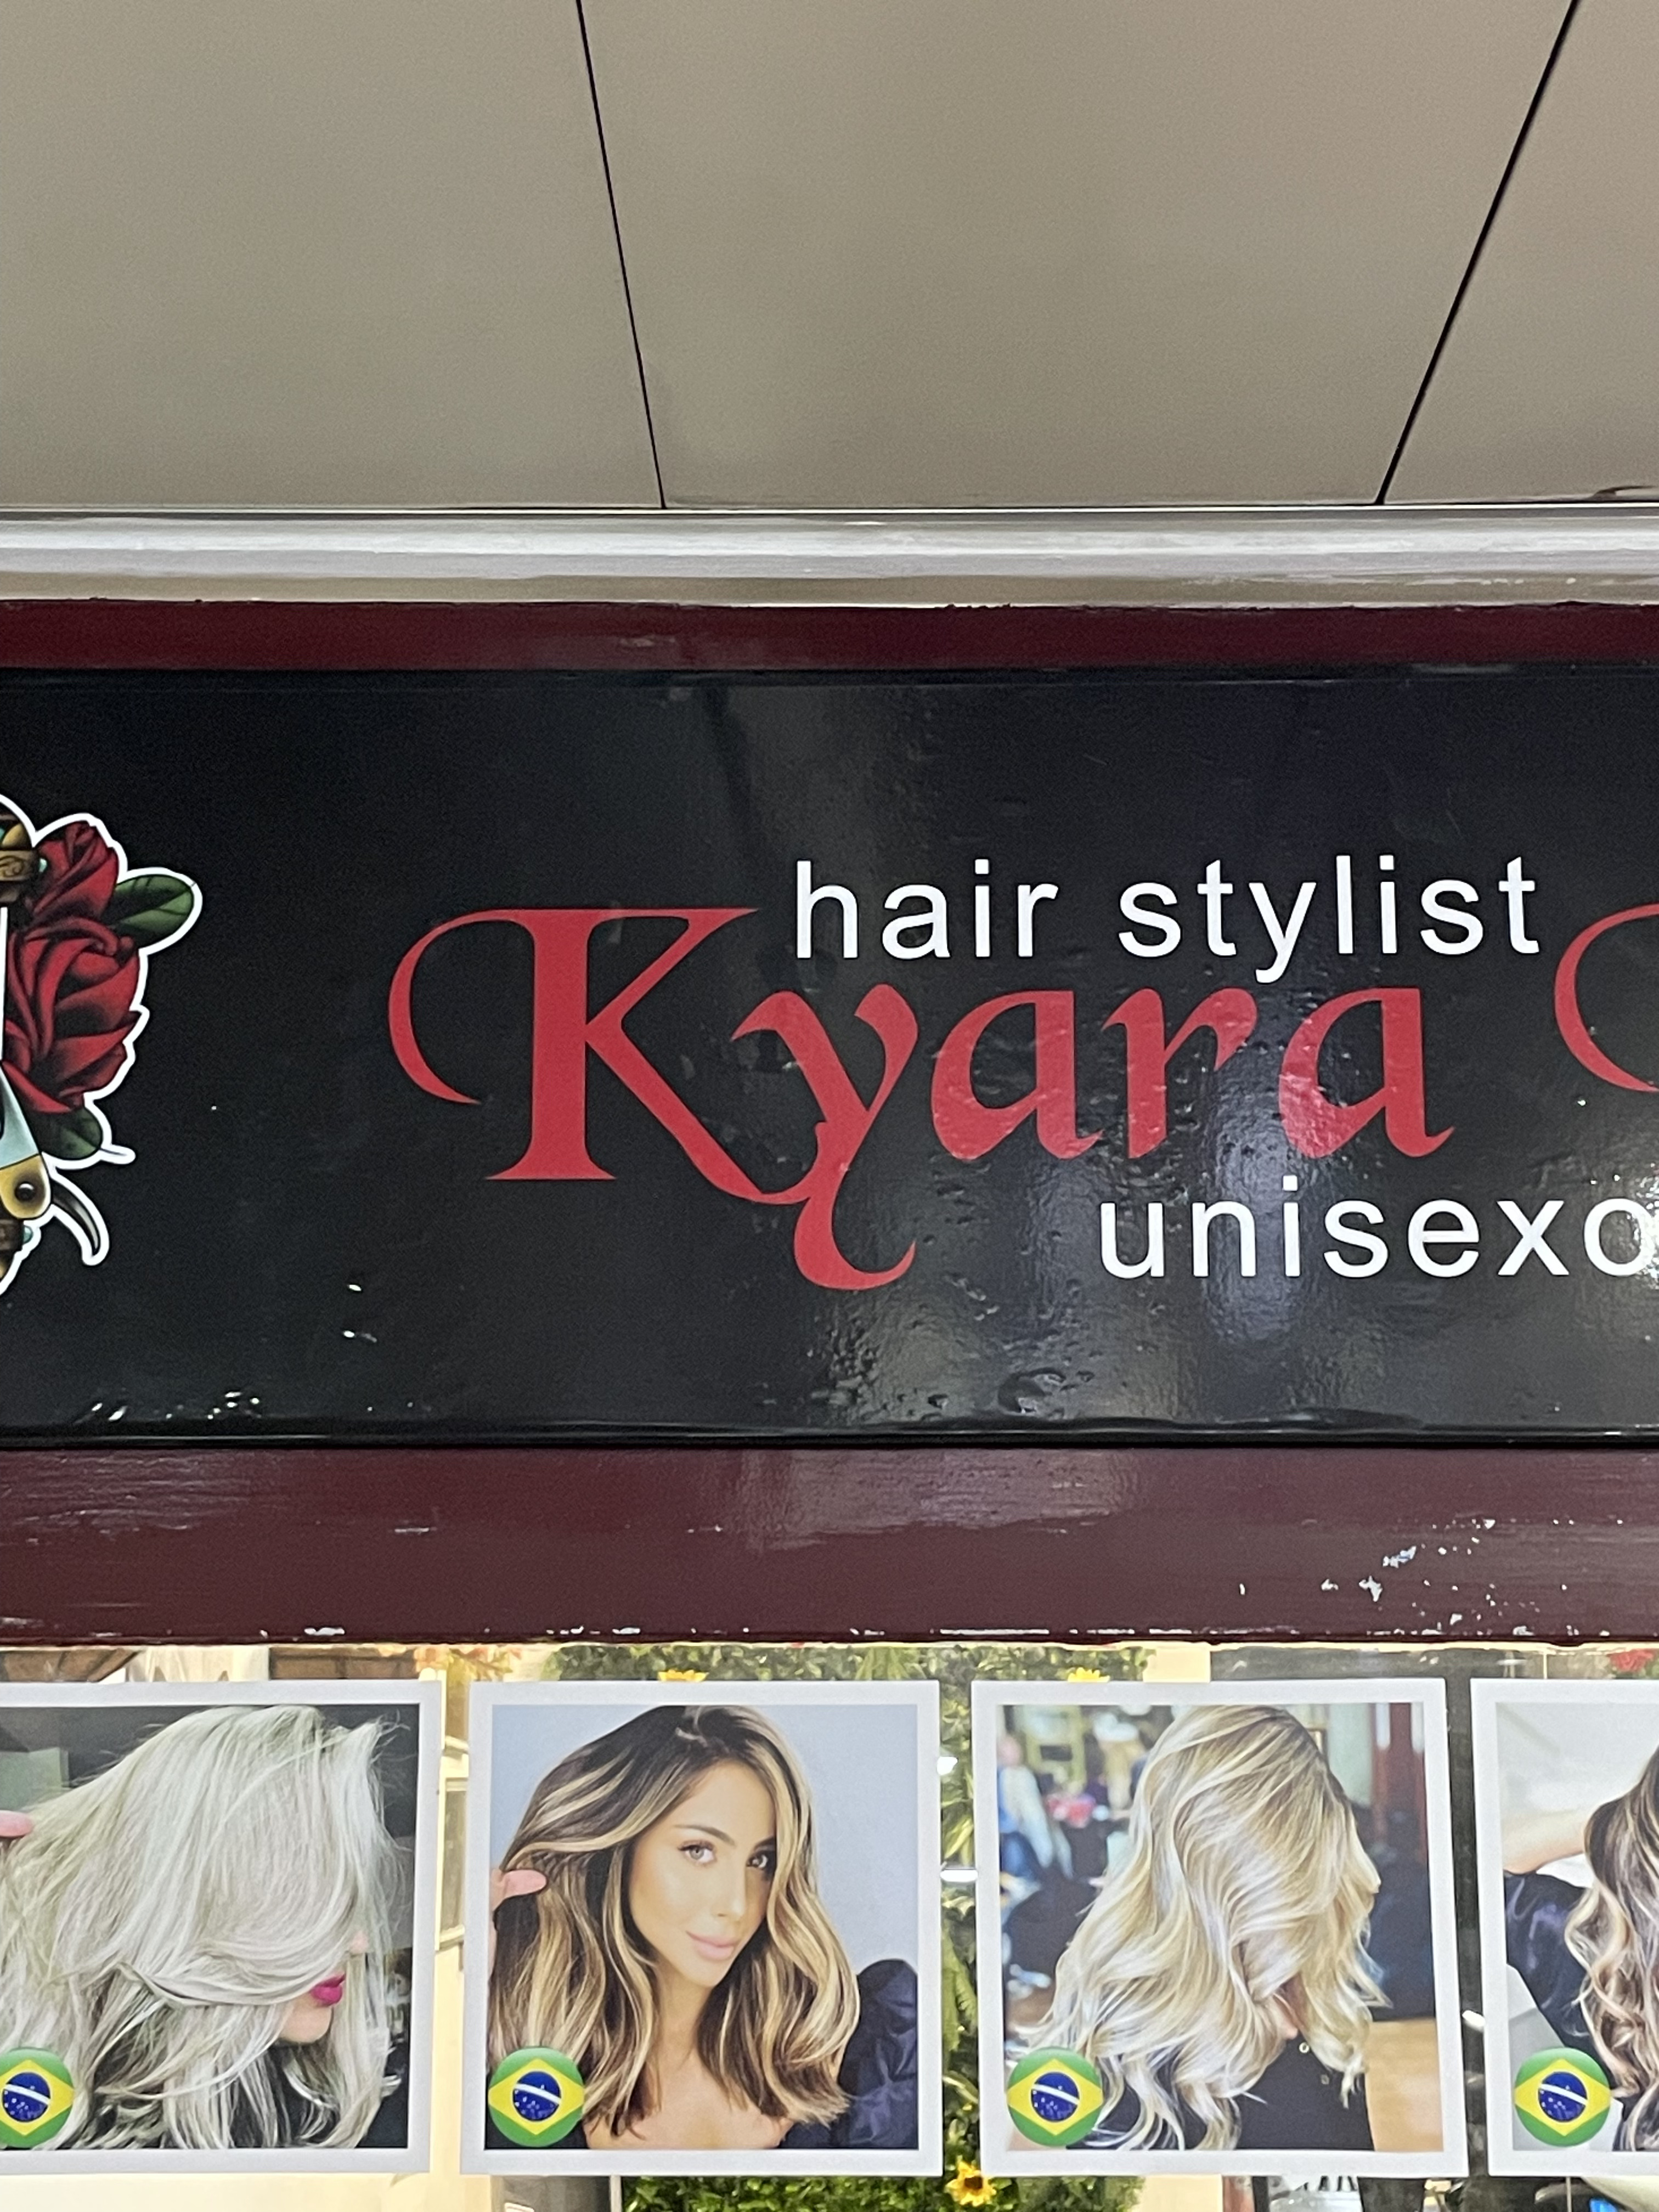 hair stylist
Kyara
unisexo